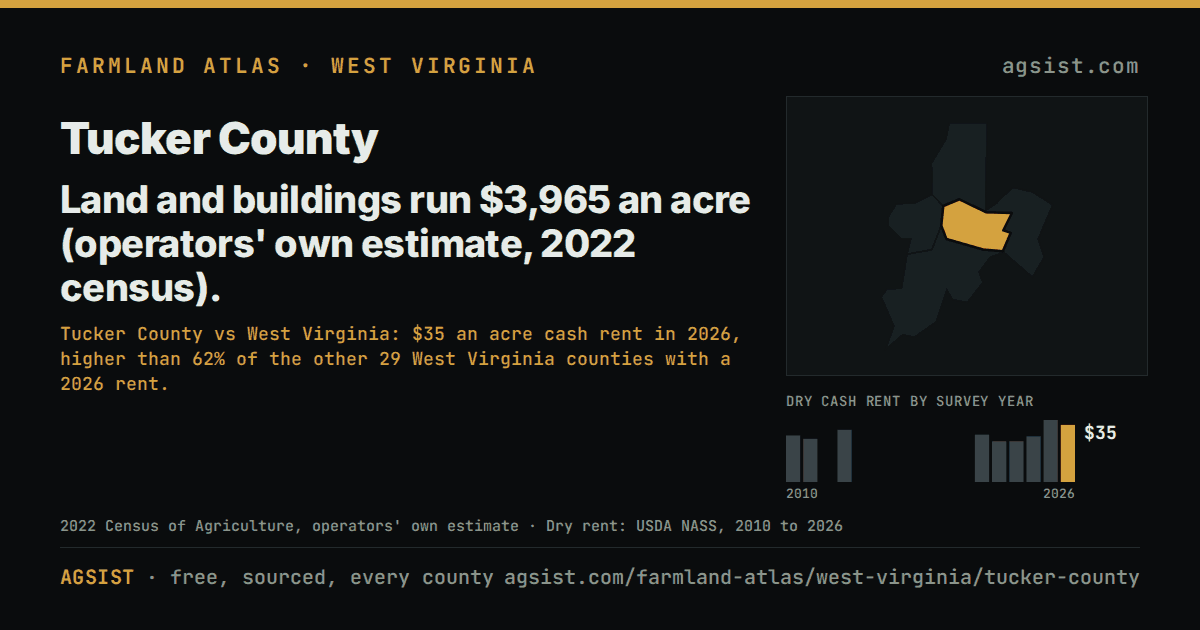 FARMLAND ATLAS · WEST VIRGINIA
agsist.com
Tucker County
Land and buildings run $3,965 an acre
(operators' own estimate, 2022
census).
Tucker County vs West Virginia: $35 an acre cash rent in 2026,
higher than 62% of the other 29 West Virginia counties with a
2026 rent.
DRY CASH RENT BY SURVEY YEAR
$35
2010
2026
2022 Census of Agriculture, operators' own estimate · Dry rent: USDA NASS, 2010 to 2026
AGSIST · free, sourced, every county
agsist.com/farmland-atlas/west-virginia/tucker-county